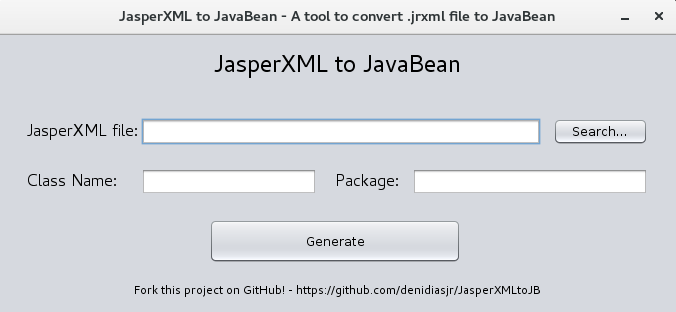 JasperXML to JavaBean - A tool to convert .jrxml file to JavaBean
JasperXML to JavaBean
JasperXML file: Search...
Class Name: Package:
Generate
Fork this project on GitHub! - https://github.com/denidiasjr/JasperXMLtoJB